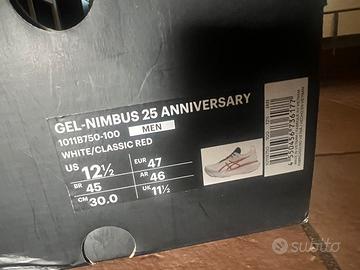 GEL-NIMBUS 25 ANNIVERSARY
1011B750-100 MEN
WHITE/CLASSIC RED
US 12½ EUR 47
BR 45 AR 46
CM 30.0 UK 11½
Subito